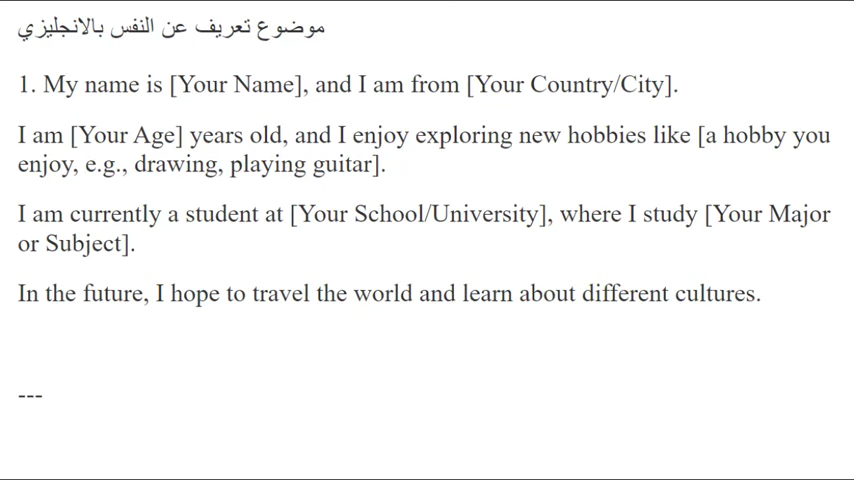 موضوع تعريف عن النفس بالانجليزي
1. My name is [Your Name], and I am from [Your Country/City].
I am [Your Age] years old, and I enjoy exploring new hobbies like [a hobby you
enjoy, e.g., drawing, playing guitar].
I am currently a student at [Your School/University], where I study [Your Major
or Subject].
In the future, I hope to travel the world and learn about different cultures.
---